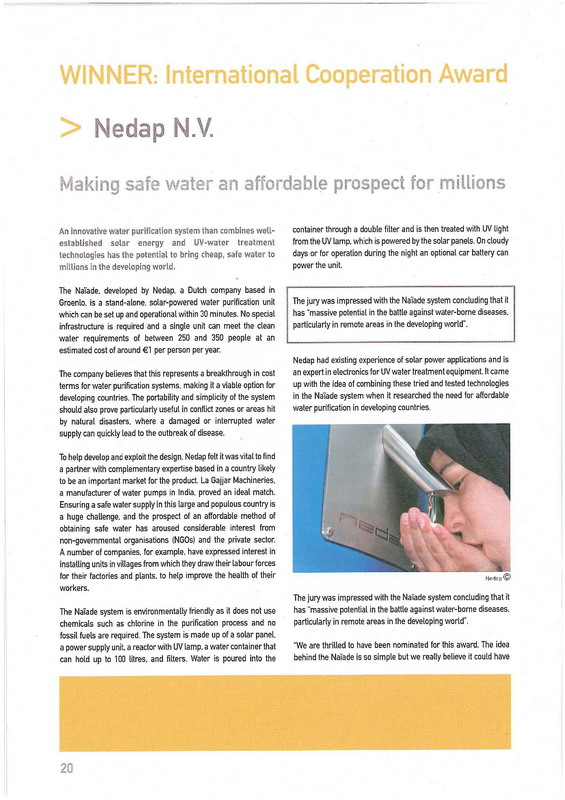 WINNER: International Cooperation Award
> Nedap N.V.
Making safe water an affordable prospect for millions
An innovative water purification system than combines well-
established solar energy and UV-water treatment
technologies has the potential to bring cheap, safe water to
millions in the developing world.
The Naïade, developed by Nedap, a Dutch company based in
Groenlo, is a stand-alone, solar-powered water purification unit
which can be set up and operational within 30 minutes. No special
infrastructure is required and a single unit can meet the clean
water requirements of between 250 and 350 people at an
estimated cost of around €1 per person per year.
The company believes that this represents a breakthrough in cost
terms for water purification systems, making it a viable option for
developing countries. The portability and simplicity of the system
should also prove particularly useful in conflict zones or areas hit
by natural disasters, where a damaged or interrupted water
supply can quickly lead to the outbreak of disease.
To help develop and exploit the design, Nedap felt it was vital to find
a partner with complementary expertise based in a country likely
to be an important market for the product. La Gajjar Machineries,
a manufacturer of water pumps in India, proved an ideal match.
Ensuring a safe water supply in this large and populous country is
a huge challenge, and the prospect of an affordable method of
obtaining safe water has aroused considerable interest from
non-governmental organisations (NGOs) and the private sector.
A number of companies, for example, have expressed interest in
installing units in villages from which they draw their labour forces
for their factories and plants, to help improve the health of their
workers.
The Naïade system is environmentally friendly as it does not use
chemicals such as chlorine in the purification process and no
fossil fuels are required. The system is made up of a solar panel,
a power supply unit, a reactor with UV lamp, a water container that
can hold up to 100 litres, and filters. Water is poured into the
container through a double filter and is then treated with UV light
from the UV lamp, which is powered by the solar panels. On cloudy
days or for operation during the night an optional car battery can
power the unit.
The jury was impressed with the Naïade system concluding that it
has "massive potential in the battle against water-borne diseases,
particularly in remote areas in the developing world".
Nedap had existing experience of solar power applications and is
an expert in electronics for UV water treatment equipment. It came
up with the idea of combining these tried and tested technologies
in the Naïade system when it researched the need for affordable
water purification in developing countries.
neda
Nedap ©
The jury was impressed with the Naïade system concluding that it
has "massive potential in the battle against water-borne diseases,
particularly in remote areas in the developing world".
"We are thrilled to have been nominated for this award. The idea
behind the Naïade is so simple but we really believe it could have
20